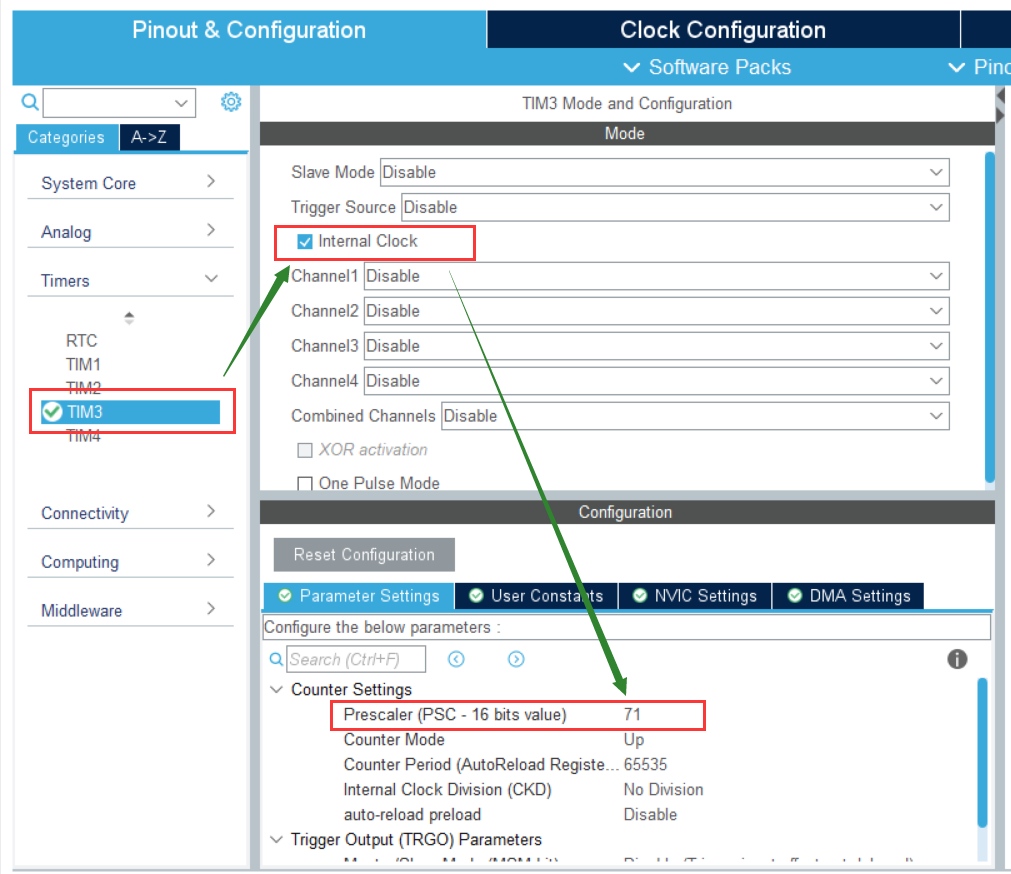 Pinout & Configuration
Clock Configuration
Software Packs
Pinc
TIM3 Mode and Configuration
Categories
A->Z
Mode
System Core
Analog
Timers
RTC
TIM1
TIM2
TIM3
TIM4
Connectivity
Computing
Middleware
Slave Mode Disable
Trigger Source Disable
Internal Clock
Channel1 Disable
Channel2 Disable
Channel3 Disable
Channel4 Disable
Combined Channels Disable
XOR activation
One Pulse Mode
Configuration
Reset Configuration
Parameter Settings
User Constants
NVIC Settings
DMA Settings
Configure the below parameters :
Search (Ctrl+F)
Counter Settings
Prescaler (PSC - 16 bits value) 71
Counter Mode Up
Counter Period (AutoReload Registe... 65535
Internal Clock Division (CKD) No Division
auto-reload preload Disable
Trigger Output (TRGO) Parameters